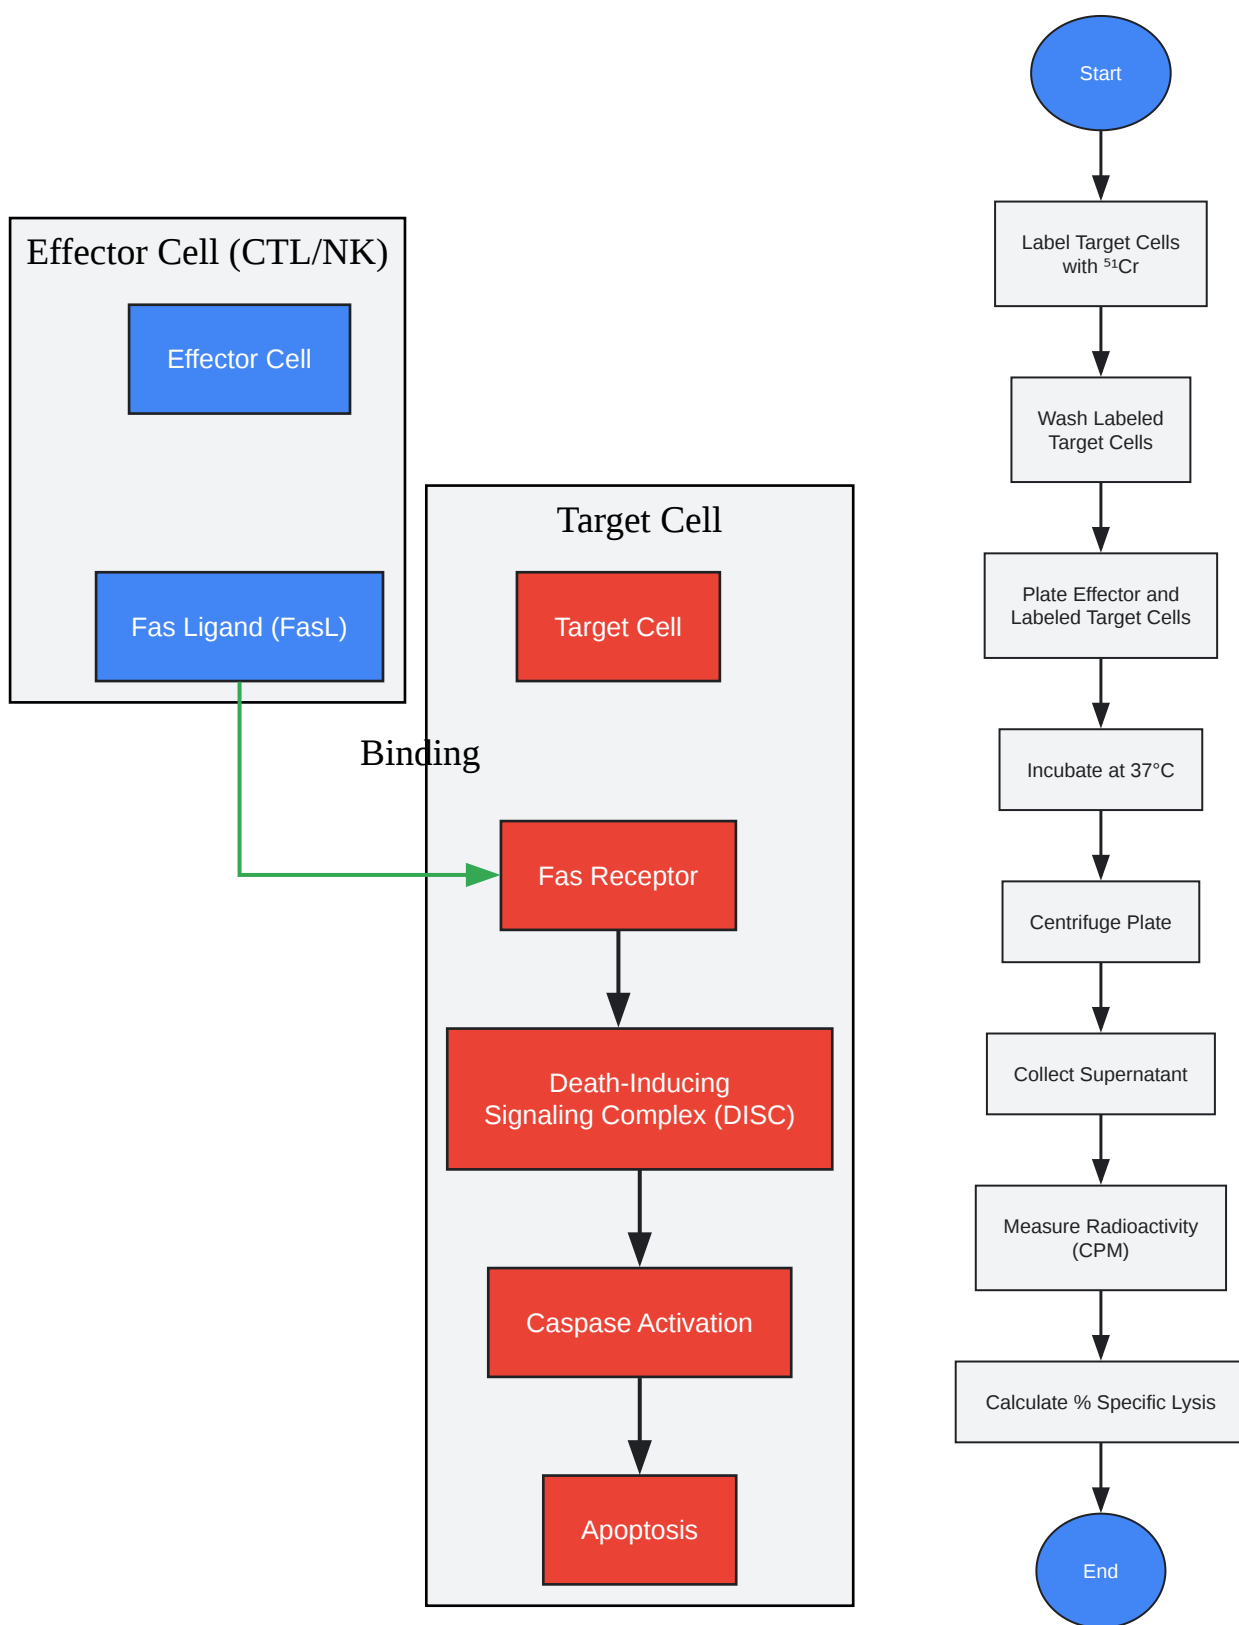 Effector Cell (CTL/NK)
Effector Cell
Fas Ligand (FasL)
Binding
Target Cell
Target Cell
Fas Receptor
Death-Inducing
Signaling Complex (DISC)
Caspase Activation
Apoptosis
Start
Label Target Cells
with ⁵¹Cr
Wash Labeled
Target Cells
Plate Effector and
Labeled Target Cells
Incubate at 37°C
Centrifuge Plate
Collect Supernatant
Measure Radioactivity
(CPM)
Calculate % Specific Lysis
End